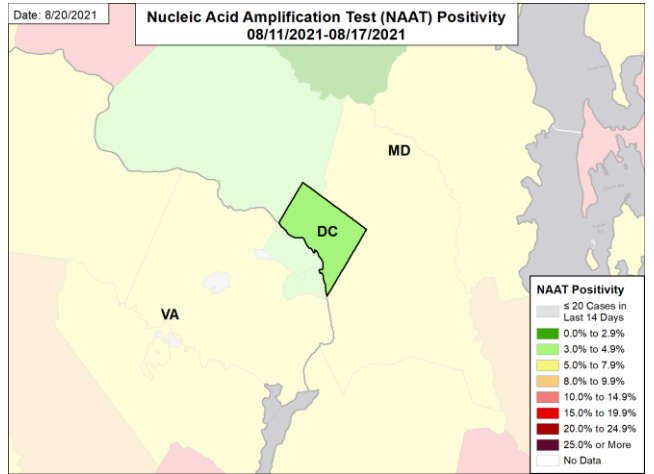 Date: 8/20/2021
Nucleic Acid Amplification Test (NAAT) Positivity
08/11/2021-08/17/2021
MD
DC
VA
NAAT Positivity
≤ 20 Cases in
Last 14 Days
0.0% to 2.9%
3.0% to 4.9%
5.0% to 7.9%
8.0% to 9.9%
10.0% to 14.9%
15.0% to 19.9%
20.0% to 24.9%
25.0% or More
No Data